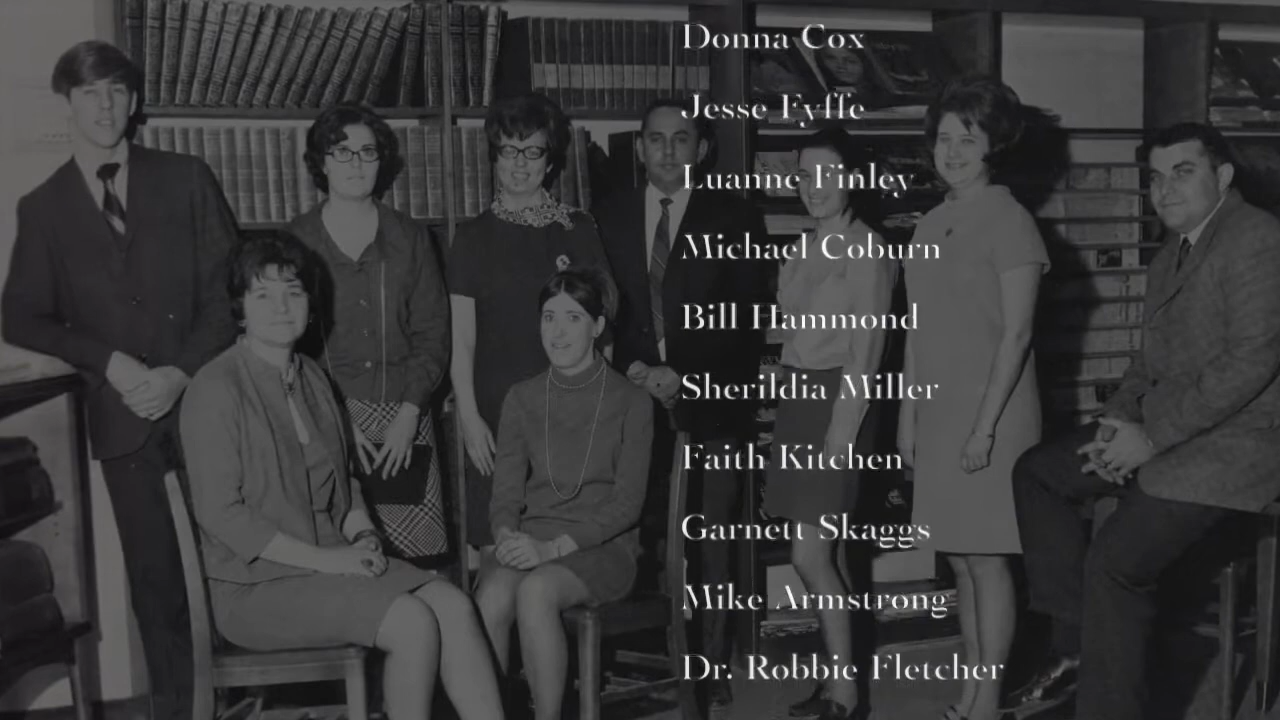 Donna Cox
Jesse Fyffe
Luanne Finley
Michael Coburn
Bill Hammond
Sherildia Miller
Faith Kitchen
Garnett Skaggs
Mike Armstrong
Dr. Robbie Fletcher